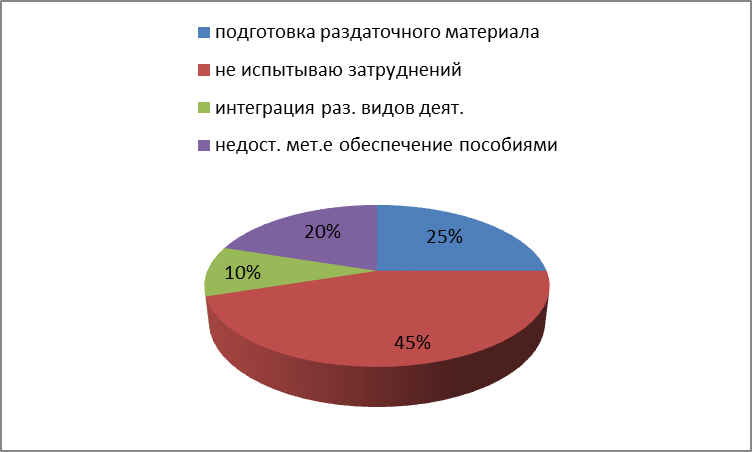 подготовка раздаточного материала
не испытываю затруднений
интеграция раз. видов деят.
недост. мет.е обеспечение пособиями
20%
25%
10%
45%